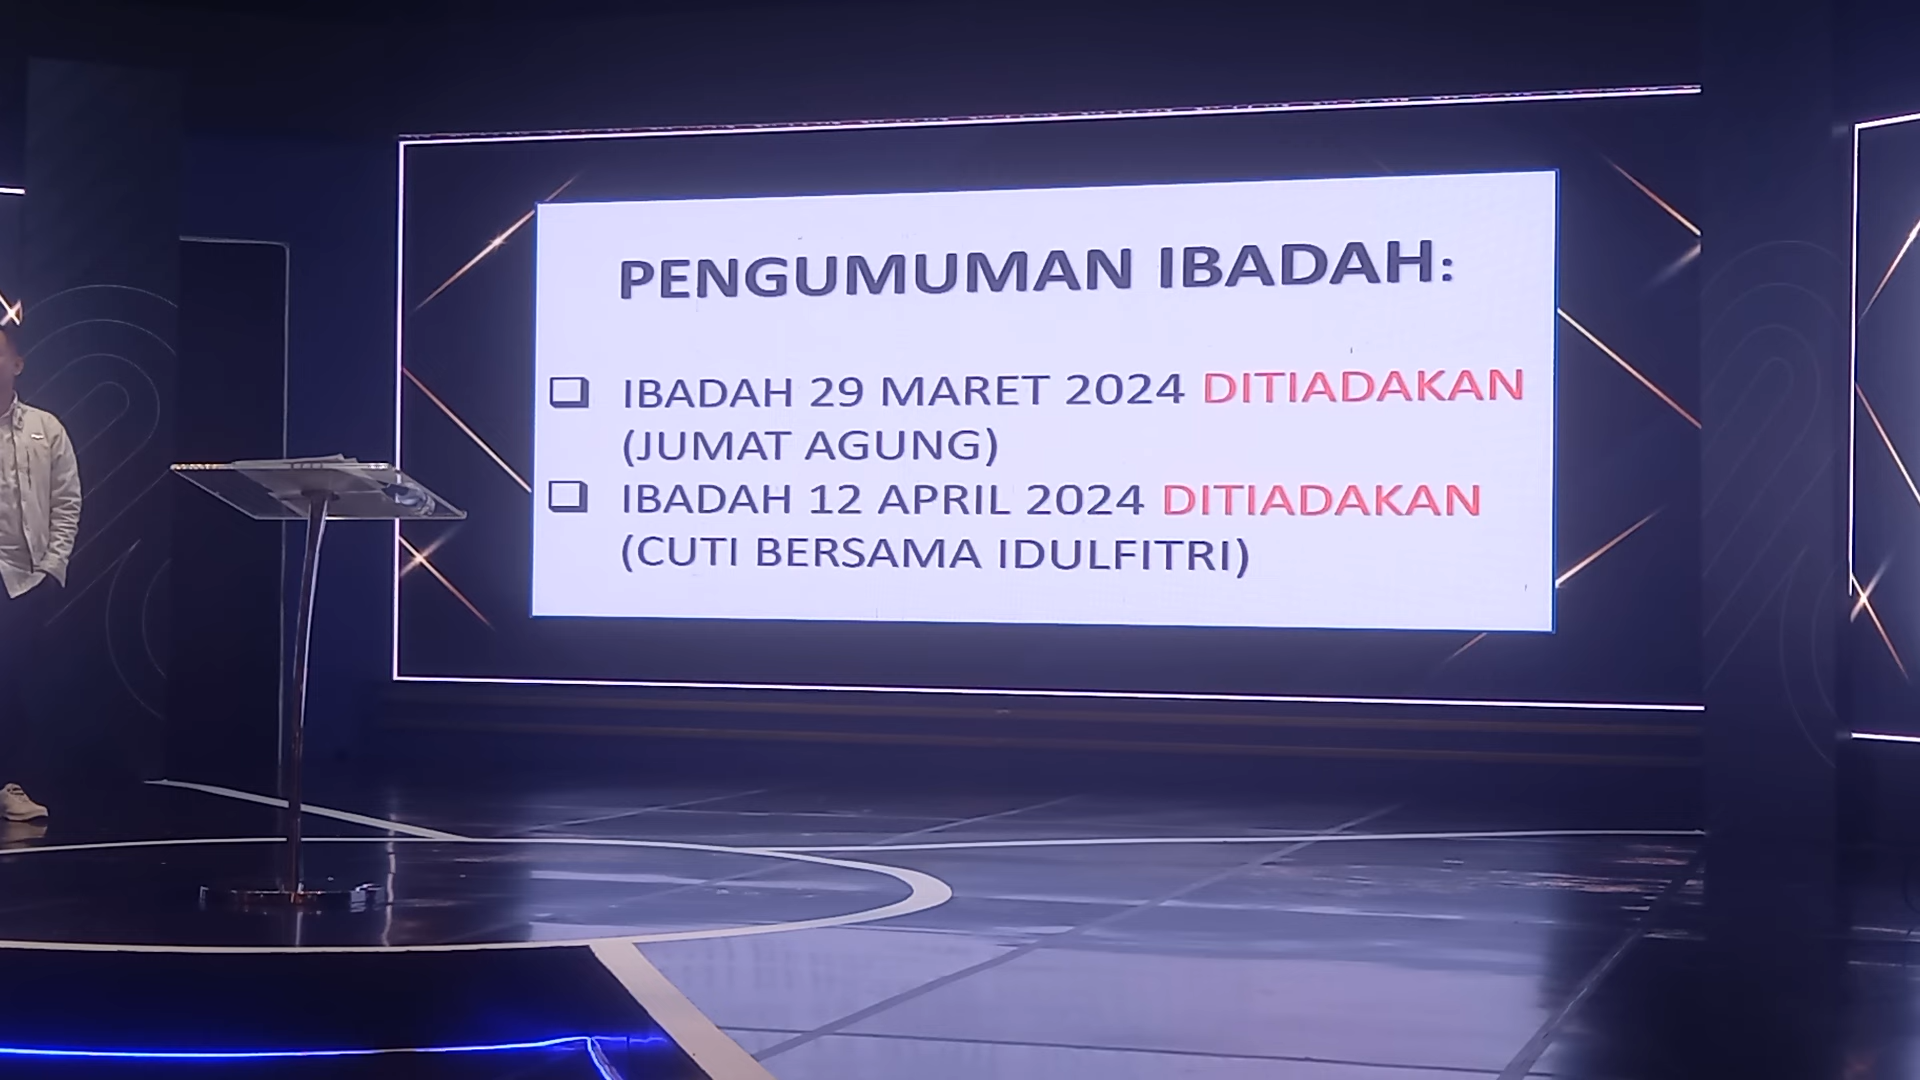 PENGUMUMAN IBADAH:
IBADAH 29 MARET 2024 DITIADAKAN
(JUMAT AGUNG)
IBADAH 12 APRIL 2024 DITIADAKAN
(CUTI BERSAMA IDULFITRI)